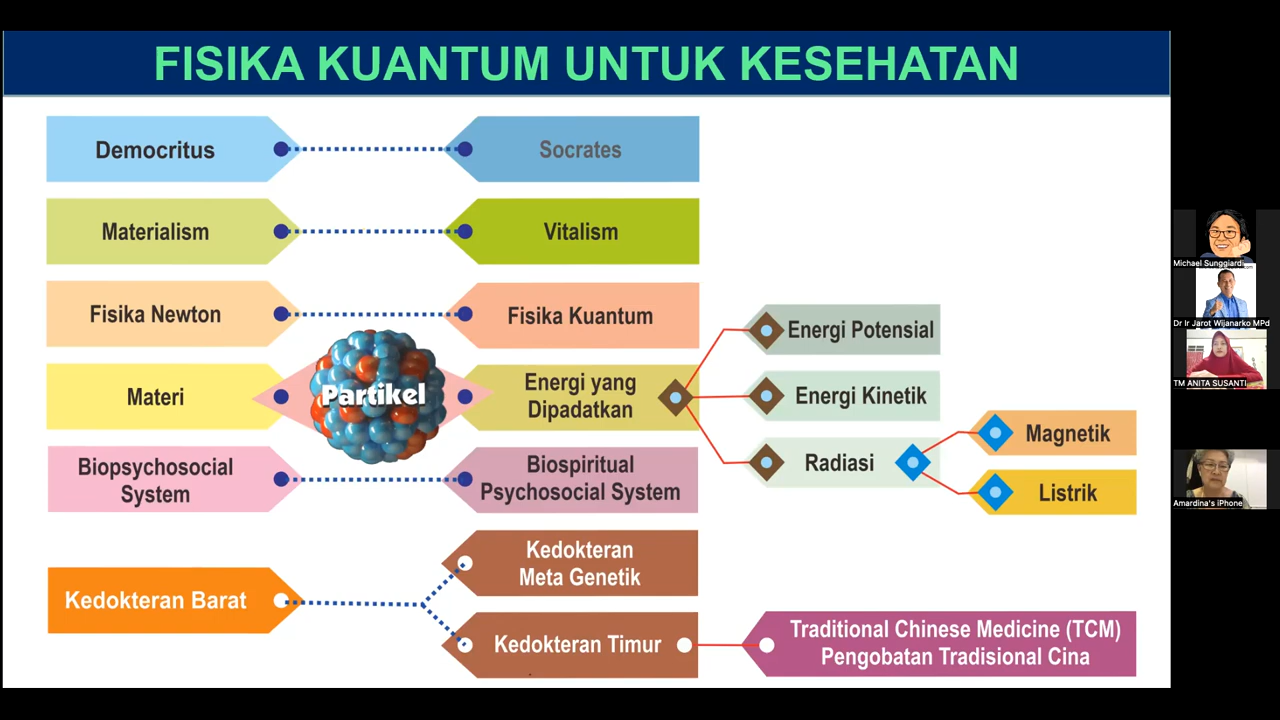 FISIKA KUANTUM UNTUK KESEHATAN
Democritus
Socrates
Materialism
Vitalism
Fisika Newton
Fisika Kuantum
Materi
Partikel
Energi yang
Dipadatkan
Energi Potensial
Energi Kinetik
Radiasi
Magnetik
Listrik
Biopsychosocial
System
Biospiritual
Psychosocial System
Kedokteran Barat
Kedokteran
Meta Genetik
Kedokteran Timur
Traditional Chinese Medicine (TCM)
Pengobatan Tradisional Cina
Michael Sunggiardi
Dr Ir Jarot Wijanarko MPd
TM ANITA SUSANTI
Amardina's iPhone